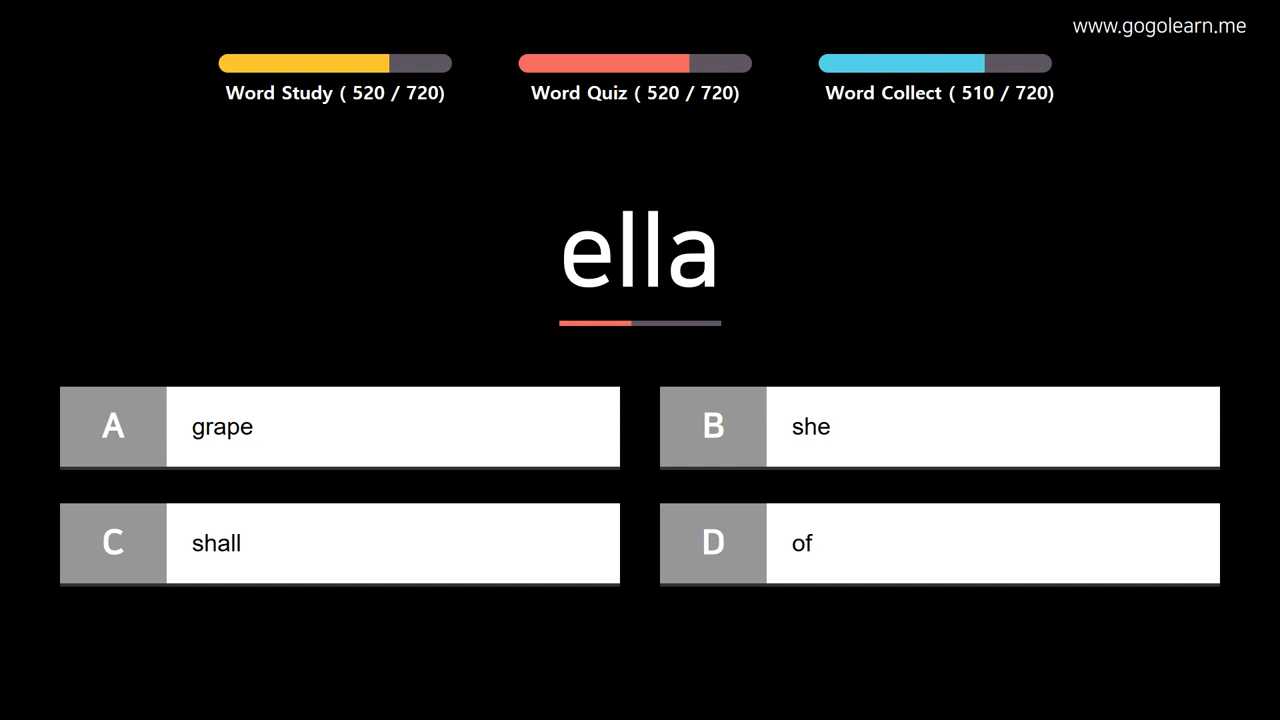 www.gogolearn.me
Word Study ( 520 / 720)
Word Quiz ( 520 / 720)
Word Collect ( 510 / 720)
ella
A
grape
B
she
C
shall
D
of